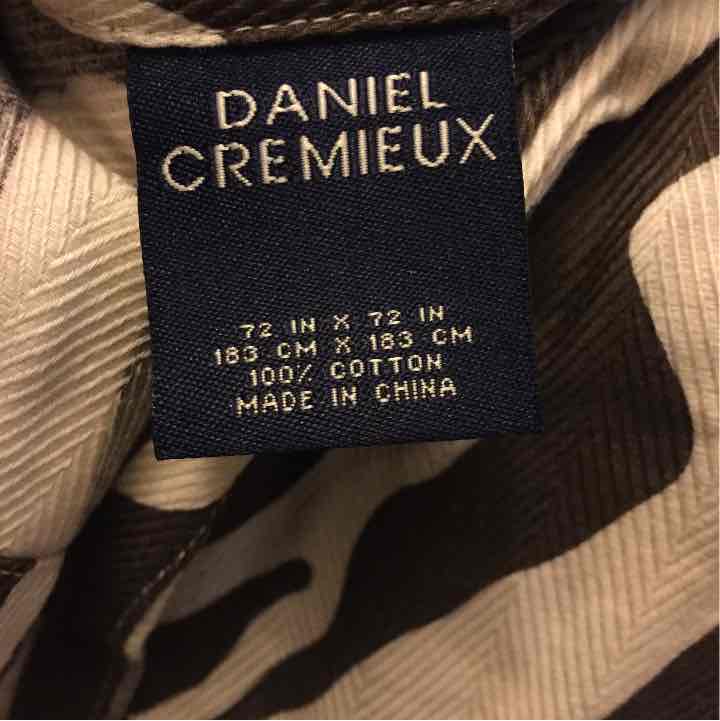 DANIEL
CREMIEUX
72 IN X 72 IN
183 CM X 183 CM
100% COTTON
MADE IN CHINA